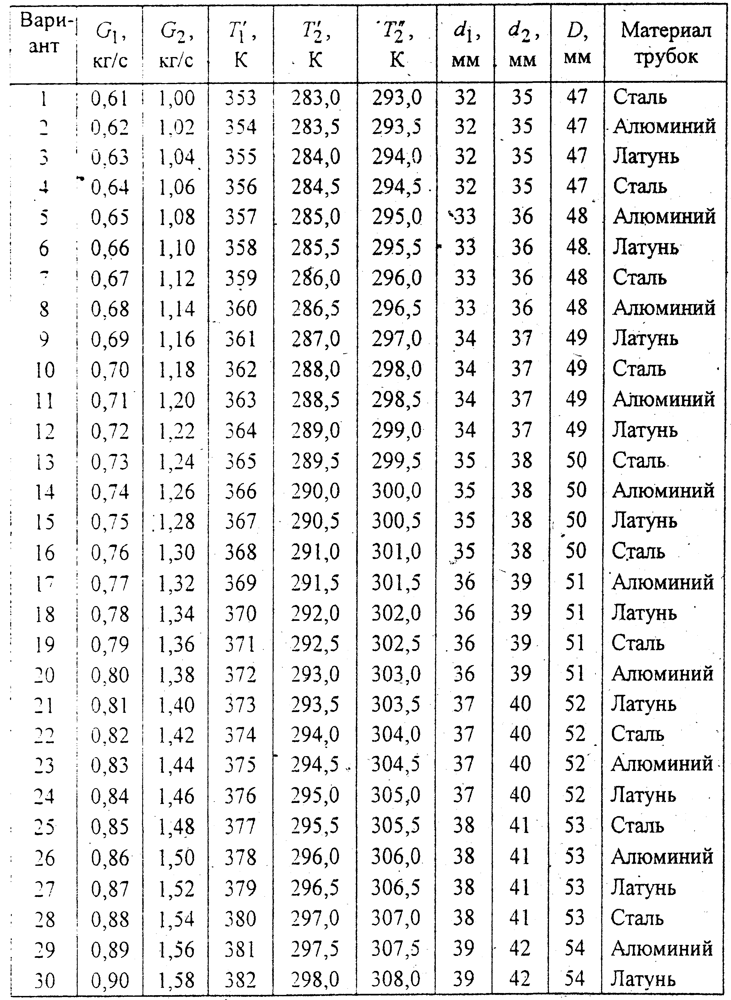 Вари- G₁, G₂, T₁′, T₂′, T₂″, d₁, d₂, D, Материал
ант кг/с кг/с К К К мм мм мм трубок
1 0,61 1,00 353 283,0 293,0 32 35 47 Сталь
2 0,62 1,02 354 283,5 293,5 32 35 47 Алюминий
3 0,63 1,04 355 284,0 294,0 32 35 47 Латунь
4 0,64 1,06 356 284,5 294,5 32 35 47 Сталь
5 0,65 1,08 357 285,0 295,0 33 36 48 Алюминий
6 0,66 1,10 358 285,5 295,5 33 36 48 Латунь
7 0,67 1,12 359 286,0 296,0 33 36 48 Сталь
8 0,68 1,14 360 286,5 296,5 33 36 48 Алюминий
9 0,69 1,16 361 287,0 297,0 34 37 49 Латунь
10 0,70 1,18 362 288,0 298,0 34 37 49 Сталь
11 0,71 1,20 363 288,5 298,5 34 37 49 Алюминий
12 0,72 1,22 364 289,0 299,0 34 37 49 Латунь
13 0,73 1,24 365 289,5 299,5 35 38 50 Сталь
14 0,74 1,26 366 290,0 300,0 35 38 50 Алюминий
15 0,75 1,28 367 290,5 300,5 35 38 50 Латунь
16 0,76 1,30 368 291,0 301,0 35 38 50 Сталь
17 0,77 1,32 369 291,5 301,5 36 39 51 Алюминий
18 0,78 1,34 370 292,0 302,0 36 39 51 Латунь
19 0,79 1,36 371 292,5 302,5 36 39 51 Сталь
20 0,80 1,38 372 293,0 303,0 36 39 51 Алюминий
21 0,81 1,40 373 293,5 303,5 37 40 52 Латунь
22 0,82 1,42 374 294,0 304,0 37 40 52 Сталь
23 0,83 1,44 375 294,5 304,5 37 40 52 Алюминий
24 0,84 1,46 376 295,0 305,0 37 40 52 Латунь
25 0,85 1,48 377 295,5 305,5 38 41 53 Сталь
26 0,86 1,50 378 296,0 306,0 38 41 53 Алюминий
27 0,87 1,52 379 296,5 306,5 38 41 53 Латунь
28 0,88 1,54 380 297,0 307,0 38 41 53 Сталь
29 0,89 1,56 381 297,5 307,5 39 42 54 Алюминий
30 0,90 1,58 382 298,0 308,0 39 42 54 Латунь